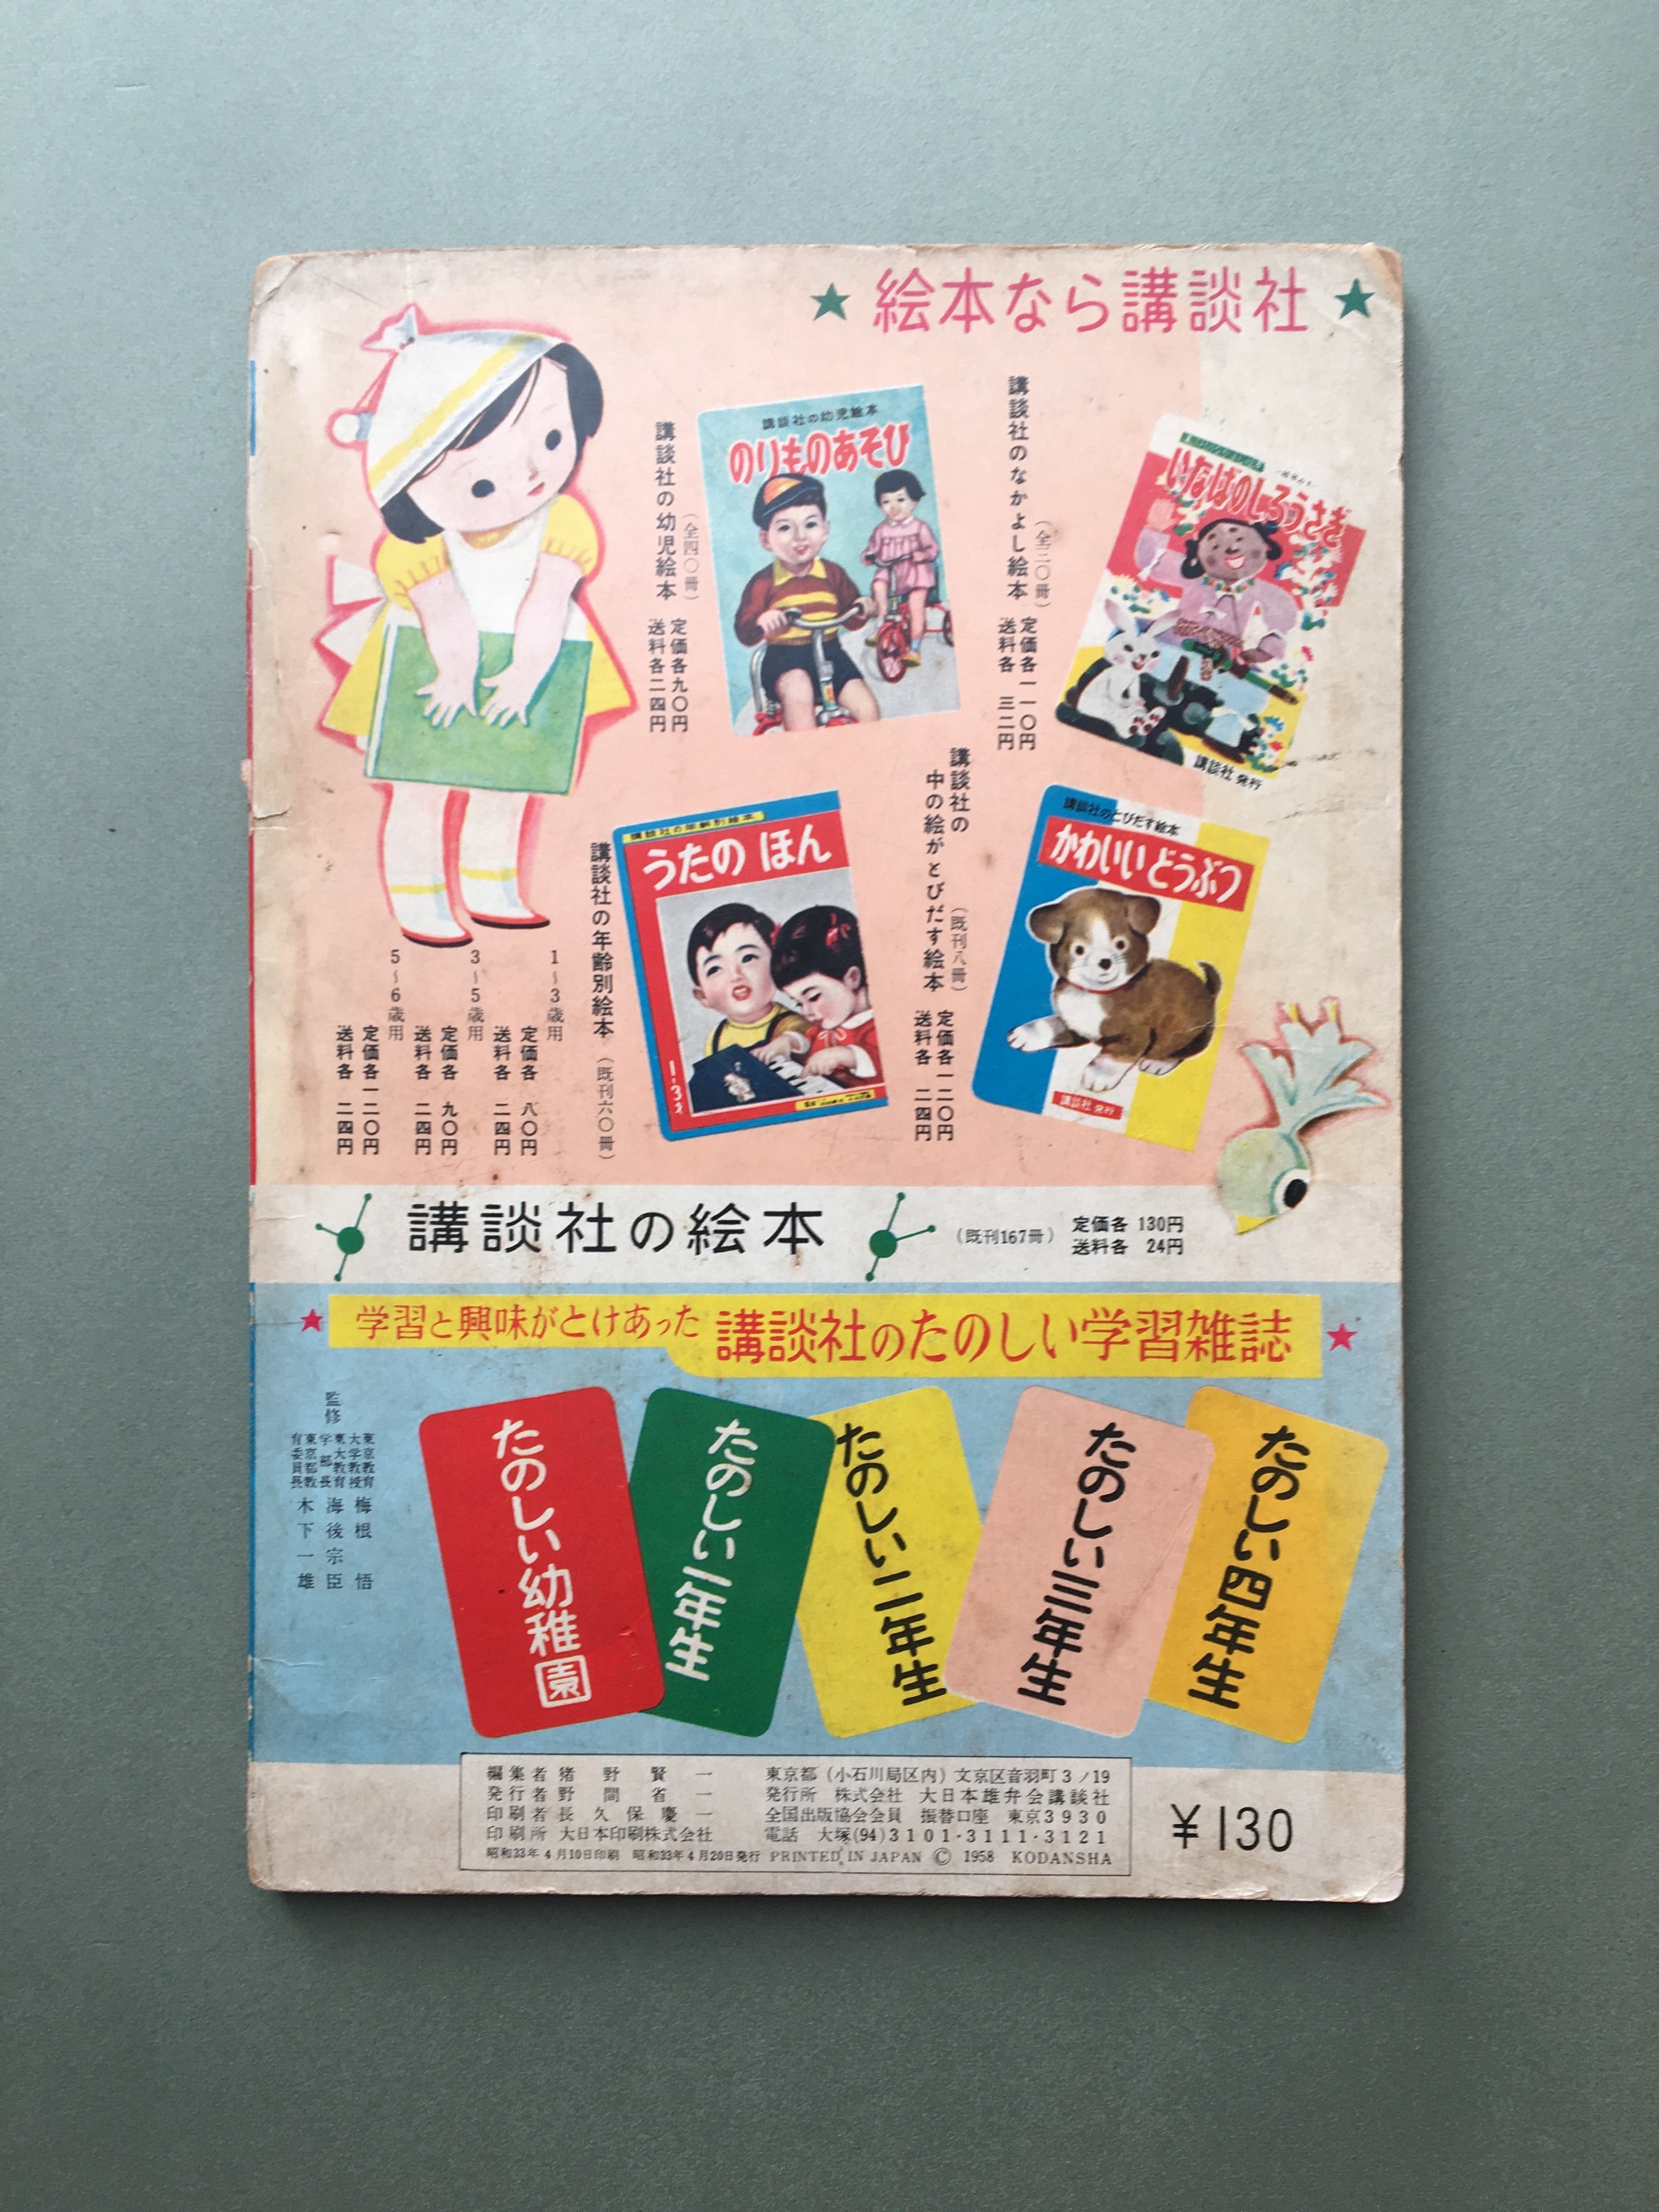 絵本なら講談社
講談社のなかよし絵本
(全三〇冊)
定価各一一〇円
送料各 三二円
いなばのしろうさぎ
講談社 発行
講談社の幼児絵本
(全四〇冊)
定価各九〇円
送料各二四円
講談社の幼児絵本
のりものあそび
講談社の
中の絵がとびだす絵本
(既刊八冊)
定価各一二〇円
送料各 二四円
講談社のとびだす絵本
かわいいどうぶつ
講談社 発行
講談社の年齢別絵本
(既刊六〇冊)
1~3歳用
定価各 八〇円
送料各 二四円
3~5歳用
定価各 九〇円
送料各 二四円
5~6歳用
定価各一二〇円
送料各 二四円
講談社の年齢別絵本
うたの ほん
1-3才
講談社の絵本
(既刊167冊)
定価各 130円
送料各 24円
学習と興味がとけあった
講談社のたのしい学習雑誌
監修
東京教育大学教授 梅根 悟
東大教育学部長 海後宗臣
東京都教育委員長 木下一雄
たのしい幼稚園
たのしい一年生
たのしい二年生
たのしい三年生
たのしい四年生
編集者 猪野賢一
発行者 野間省一
印刷者 長久保慶一
印刷所 大日本印刷株式会社
昭和33年4月10日印刷 昭和33年4月20日発行
東京都(小石川局区内)文京区音羽町3/19
発行所 株式会社 大日本雄弁会講談社
全国出版協会会員 振替口座 東京3930
電話 大塚(94)3101・3111・3121
PRINTED IN JAPAN © 1958 KODANSHA
¥130